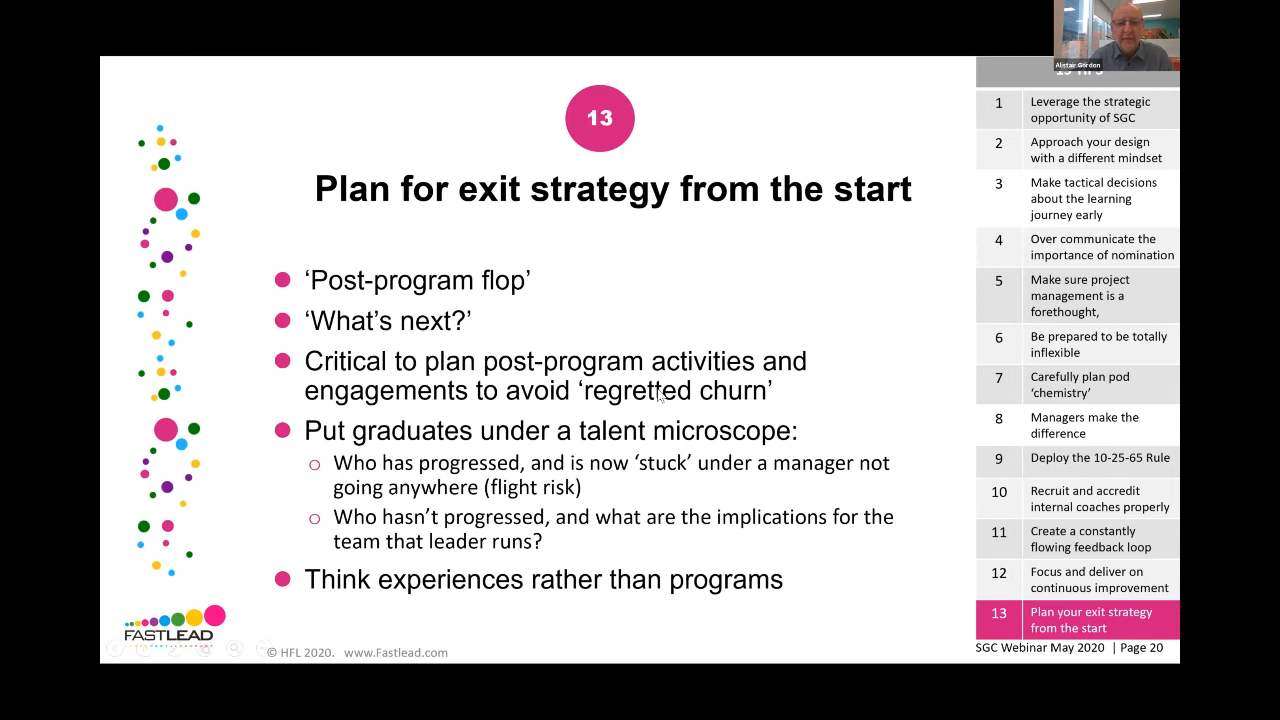 Alistair Gordon
13
Plan for exit strategy from the start
‘Post-program flop’
‘What’s next?’
Critical to plan post-program activities and
engagements to avoid ‘regretted churn’
Put graduates under a talent microscope:
Who has progressed, and is now ‘stuck’ under a manager not
going anywhere (flight risk)
Who hasn’t progressed, and what are the implications for the
team that leader runs?
Think experiences rather than programs
FASTLEAD
© HFL 2020. www.Fastlead.com
1 Leverage the strategic
opportunity of SGC
2 Approach your design
with a different mindset
3 Make tactical decisions
about the learning
journey early
4 Over communicate the
importance of nomination
5 Make sure project
management is a
forethought,
6 Be prepared to be totally
inflexible
7 Carefully plan pod
‘chemistry’
8 Managers make the
difference
9 Deploy the 10-25-65 Rule
10 Recruit and accredit
internal coaches properly
11 Create a constantly
flowing feedback loop
12 Focus and deliver on
continuous improvement
13 Plan your exit strategy
from the start
SGC Webinar May 2020 | Page 20